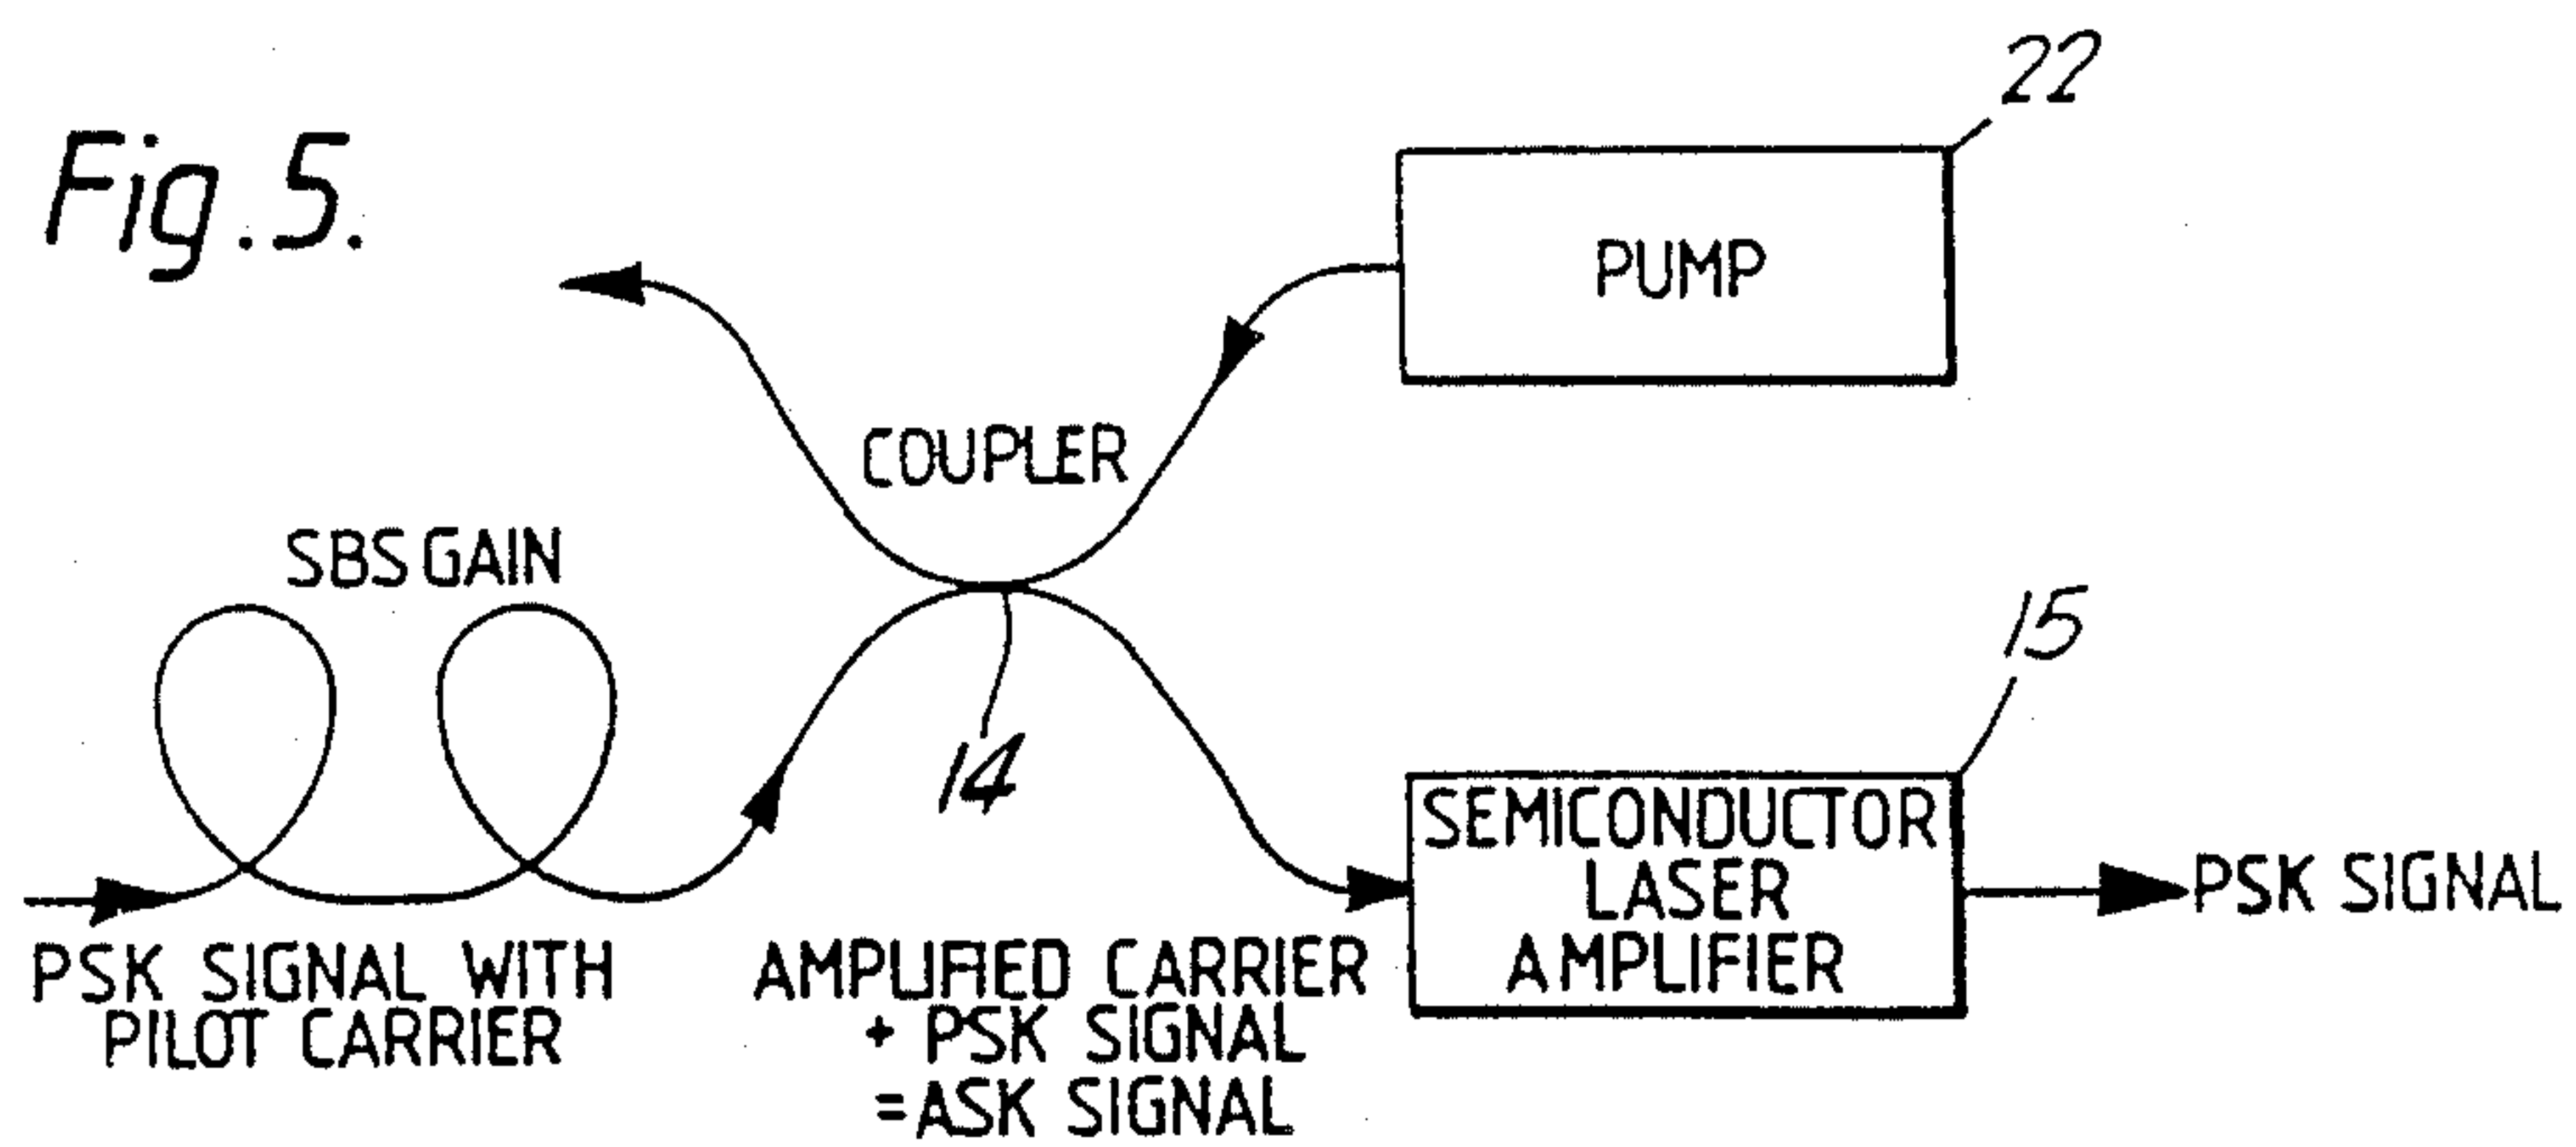 Fig. 5.
22
PUMP
COUPLER
SBS GAIN
15
14
SEMICONDUCTOR
LASER
AMPLIFIER
PSK SIGNAL
PSK SIGNAL WITH
PILOT CARRIER
AMPLIFIED CARRIER
+ PSK SIGNAL
=ASK SIGNAL